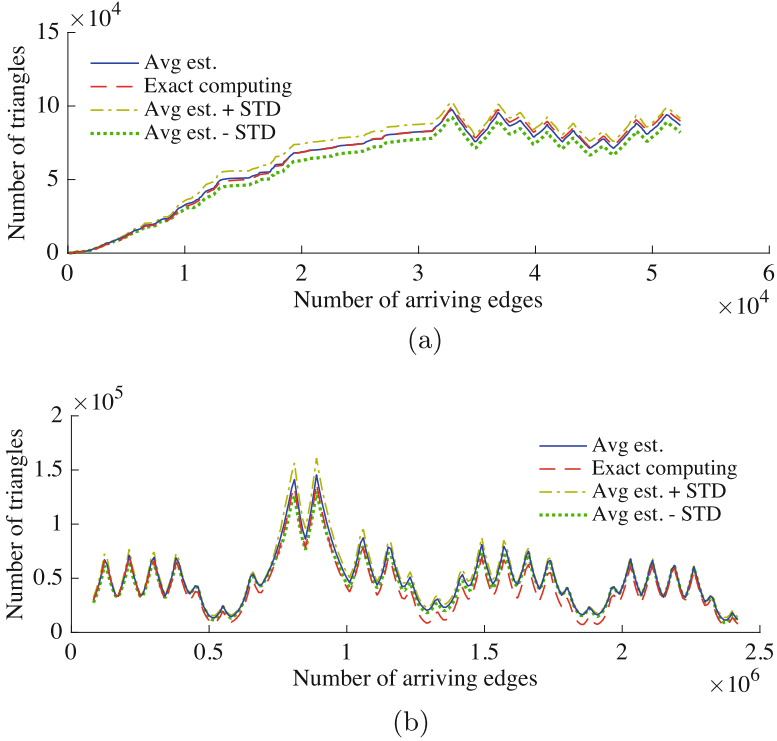 ×10⁴
15
10
5
0
Number of triangles
Avg est.
Exact computing
Avg est. + STD
Avg est. - STD
0 1 2 3 4 5 6
Number of arriving edges
×10⁴
(a)
×10⁵
2
1.5
1
0.5
0
Number of triangles
Avg est.
Exact computing
Avg est. + STD
Avg est. - STD
0 0.5 1 1.5 2 2.5
Number of arriving edges
×10⁶
(b)